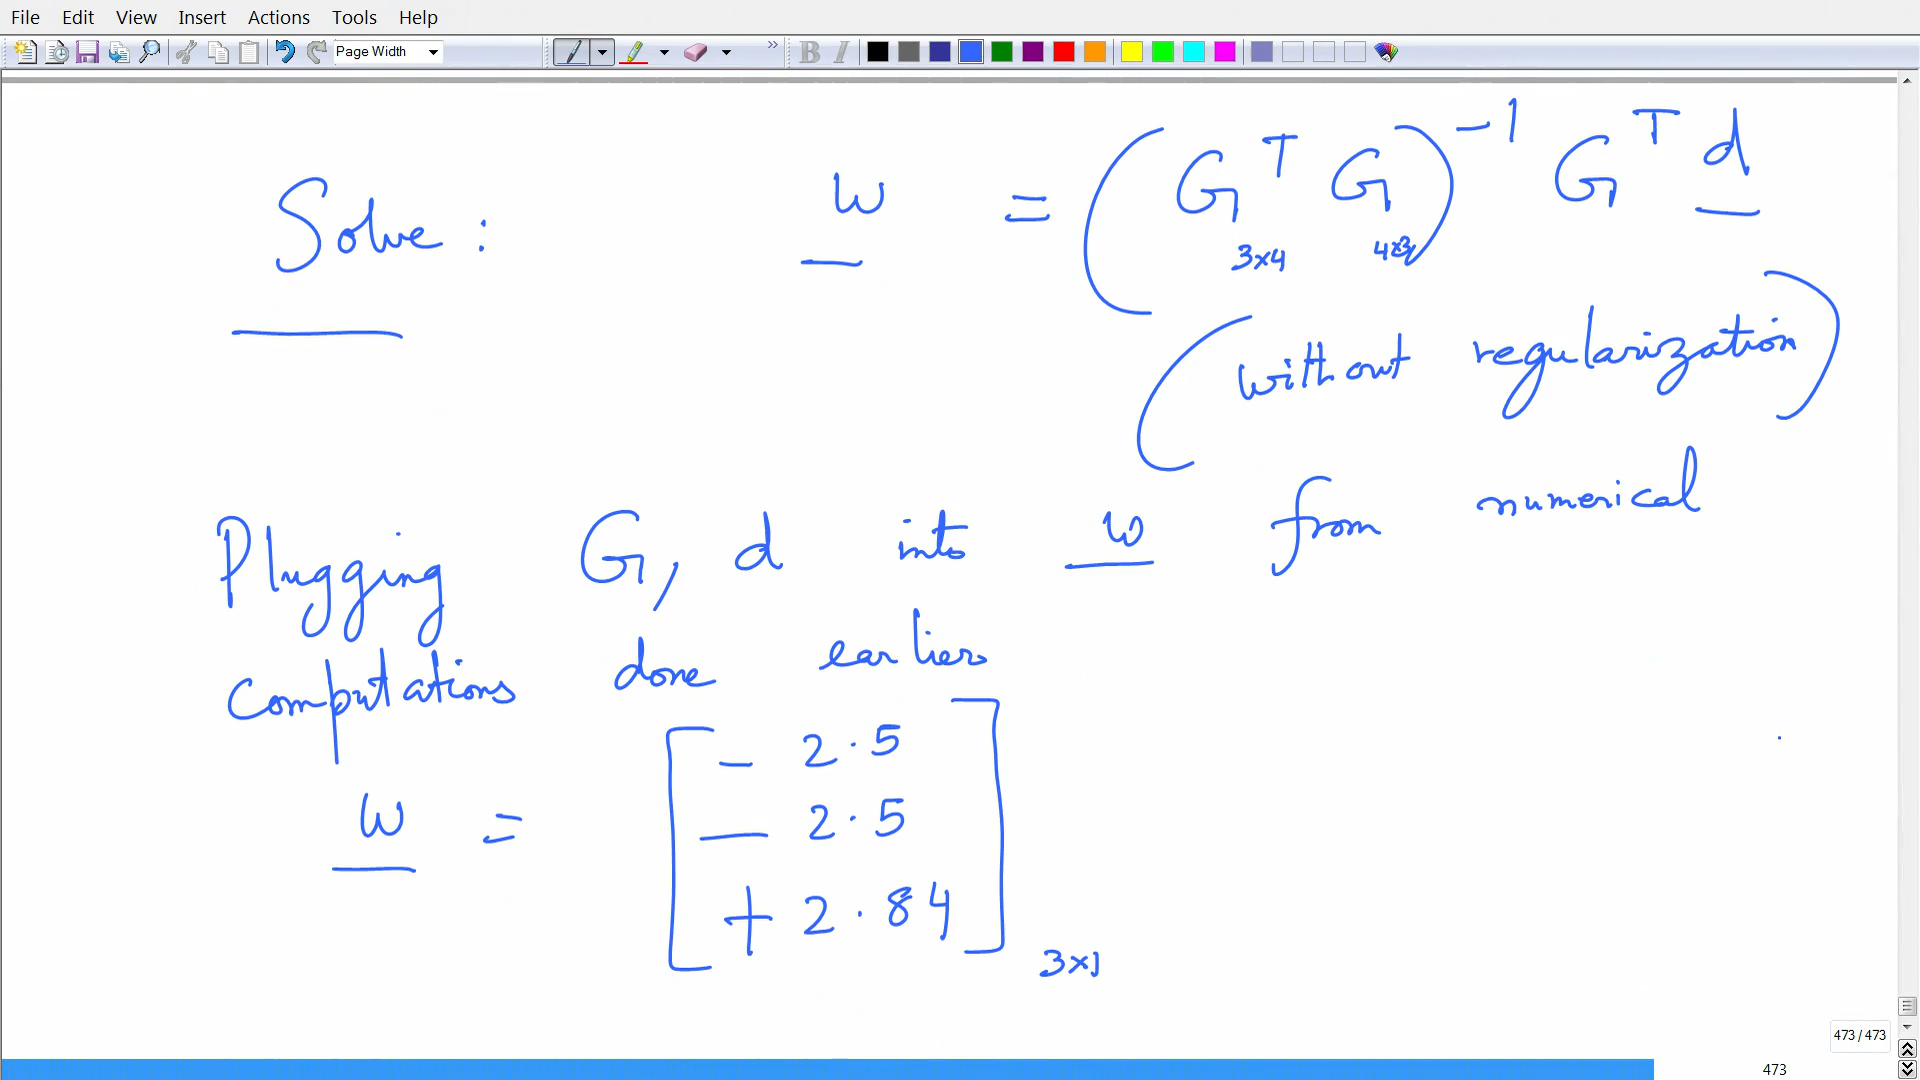 File Edit View Insert Actions Tools Help
Page Width
Solve : w = (G^T G)^-1 G^T d
3x4 4x3
(without regularization)
Plugging G, d into w from numerical
computations done earlier
w = [ - 2.5
- 2.5
+ 2.84 ] 3x1
473 / 473
473